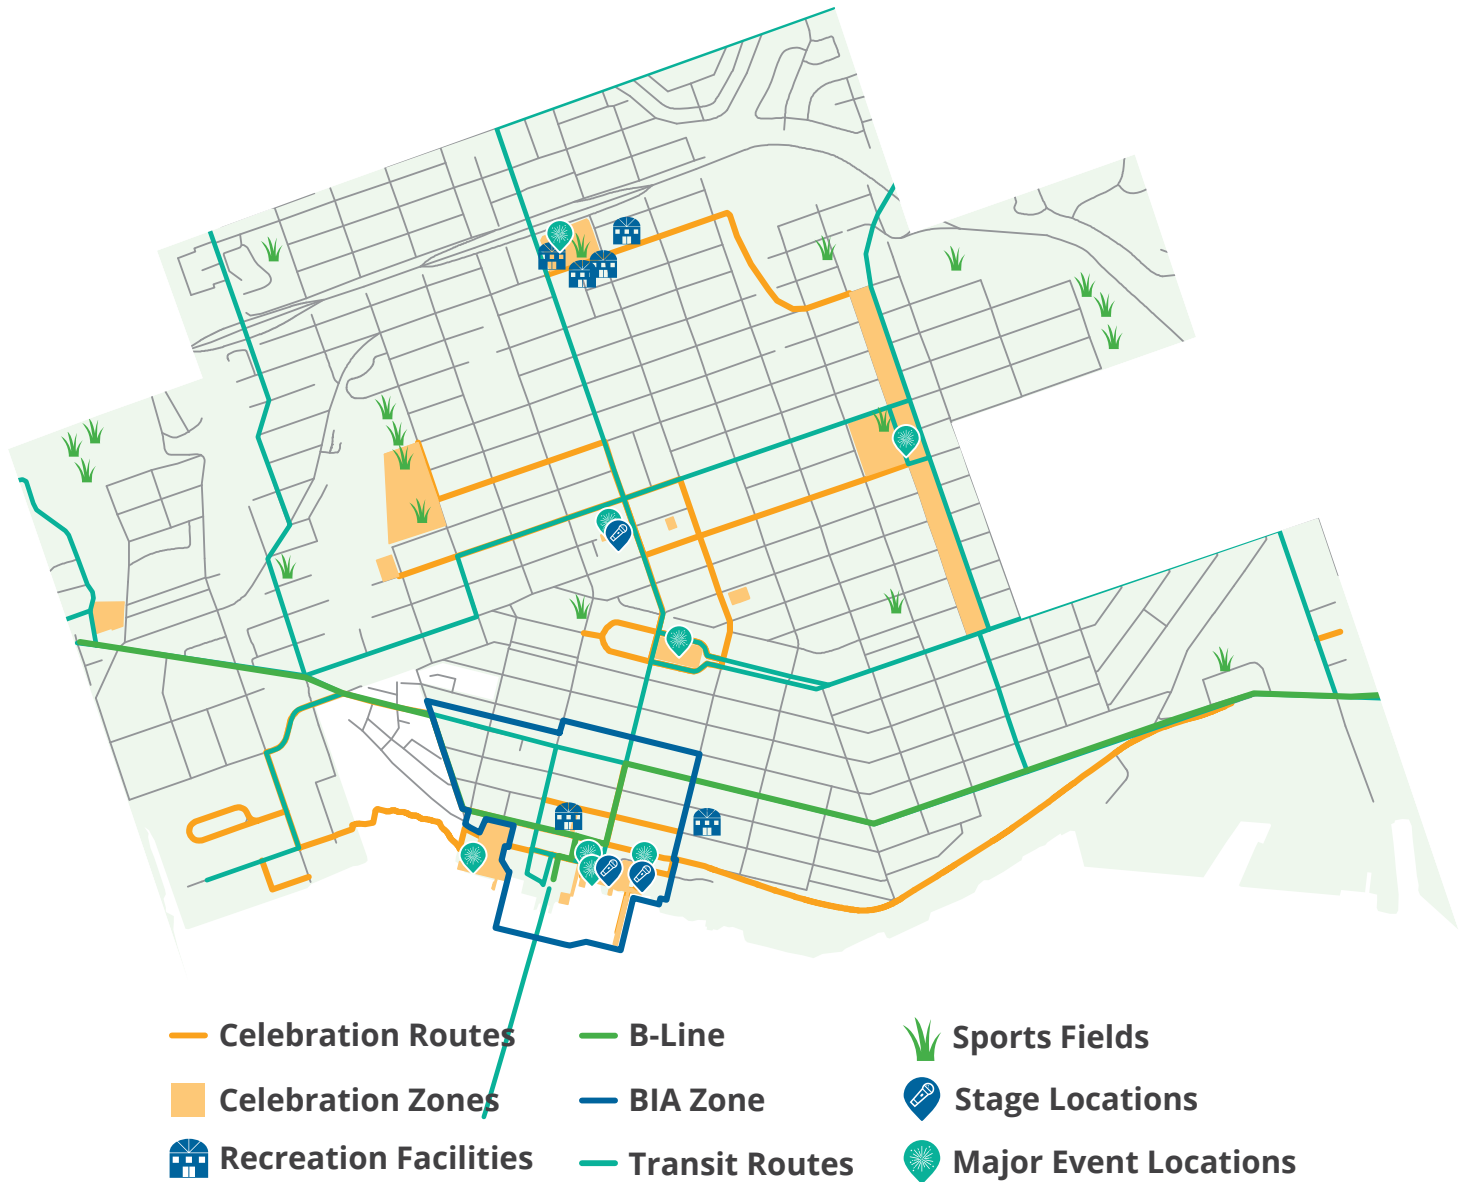 Celebration Routes
B-Line
Sports Fields
Celebration Zones
BIA Zone
Stage Locations
Recreation Facilities
Transit Routes
Major Event Locations